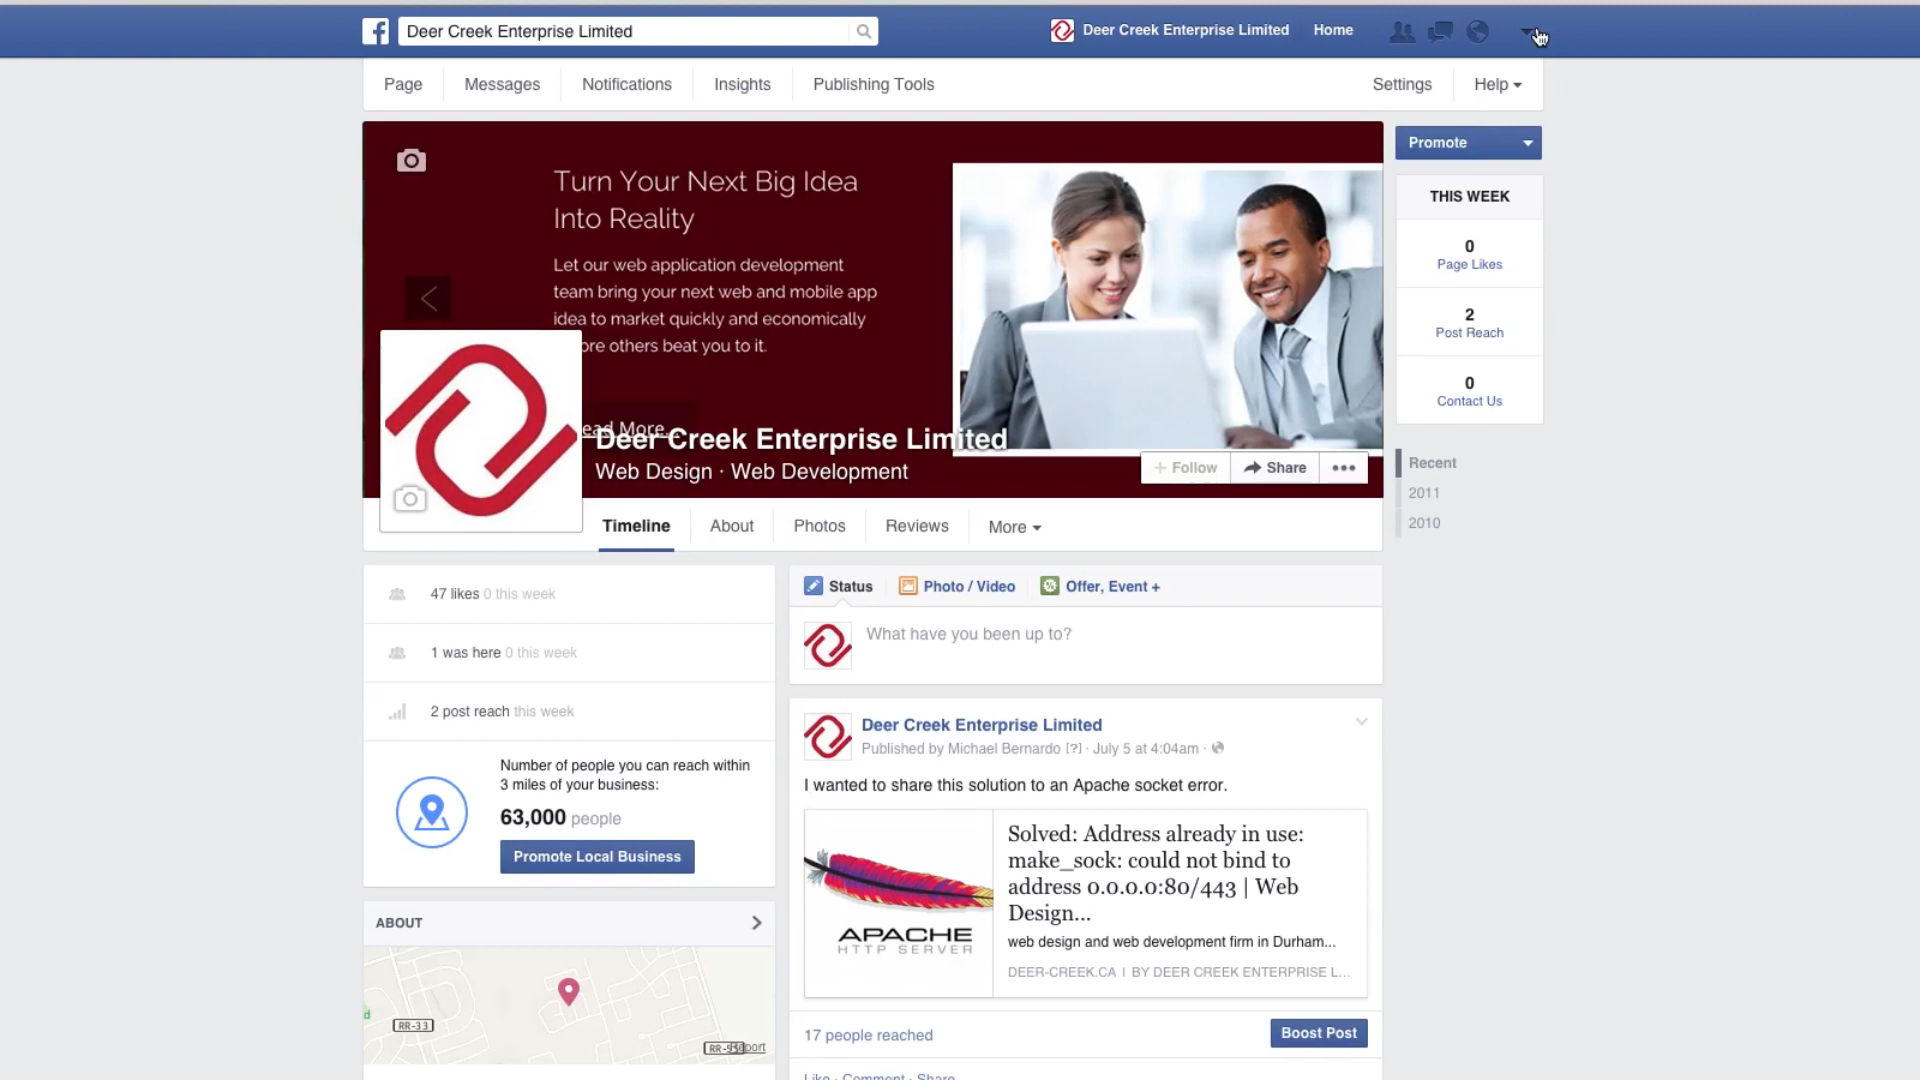 Deer Creek Enterprise Limited
Deer Creek Enterprise Limited
Home
Page
Messages
Notifications
Insights
Publishing Tools
Settings
Help
Turn Your Next Big Idea
Into Reality
Let our web application development
team bring your next web and mobile app
idea to market quickly and economically
ore others beat you to it.
ead More...
Deer Creek Enterprise Limited
Web Design · Web Development
+ Follow
Share
•••
Promote
THIS WEEK
0
Page Likes
2
Post Reach
0
Contact Us
Recent
2011
2010
Timeline
About
Photos
Reviews
More
47 likes 0 this week
1 was here 0 this week
2 post reach this week
Number of people you can reach within
3 miles of your business:
63,000 people
Promote Local Business
ABOUT
RR-33
Status
Photo / Video
Offer, Event +
What have you been up to?
Deer Creek Enterprise Limited
Published by Michael Bernardo [?] · July 5 at 4:04am ·
I wanted to share this solution to an Apache socket error.
APACHE
HTTP SERVER
Solved: Address already in use:
make_sock: could not bind to
address 0.0.0.0:80/443 | Web
Design...
web design and web development firm in Durham...
DEER-CREEK.CA | BY DEER CREEK ENTERPRISE L...
17 people reached
Boost Post
Like · Comment · Share